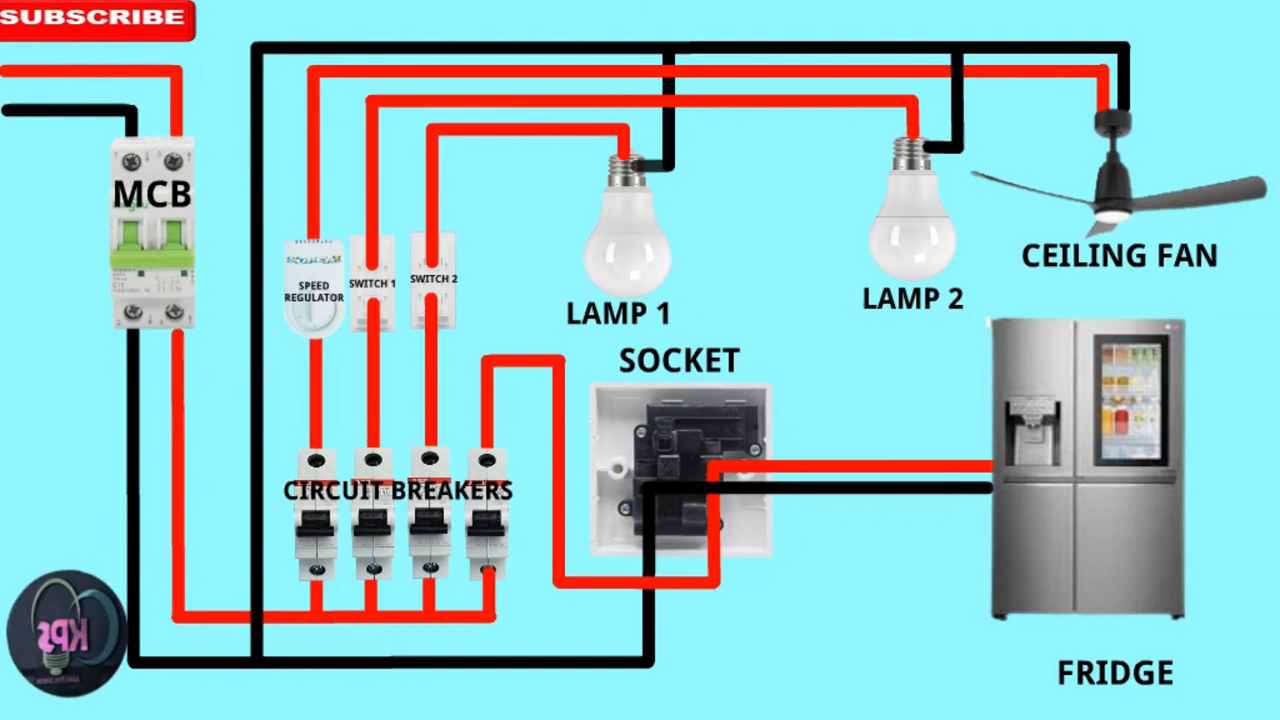 SUBSCRIBE
MCB
SPEED
REGULATOR
SWITCH 1
SWITCH 2
LAMP 1
LAMP 2
CEILING FAN
SOCKET
CIRCUIT BREAKERS
FRIDGE
KPS